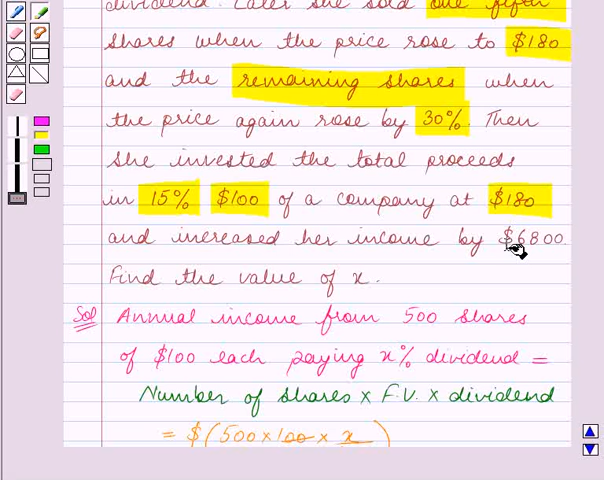 dividend. Later she sold one fifth
shares when the price rose to $180
and the remaining shares when
the price again rose by 30%. Then
she invested the total proceeds
in 15% $100 of a company at $180
and increased her income by $6800.
Find the value of x.
Sol Annual income from 500 shares
of $100 each paying x% dividend =
Number of shares × F.V. × dividend
= $(500×100× x)